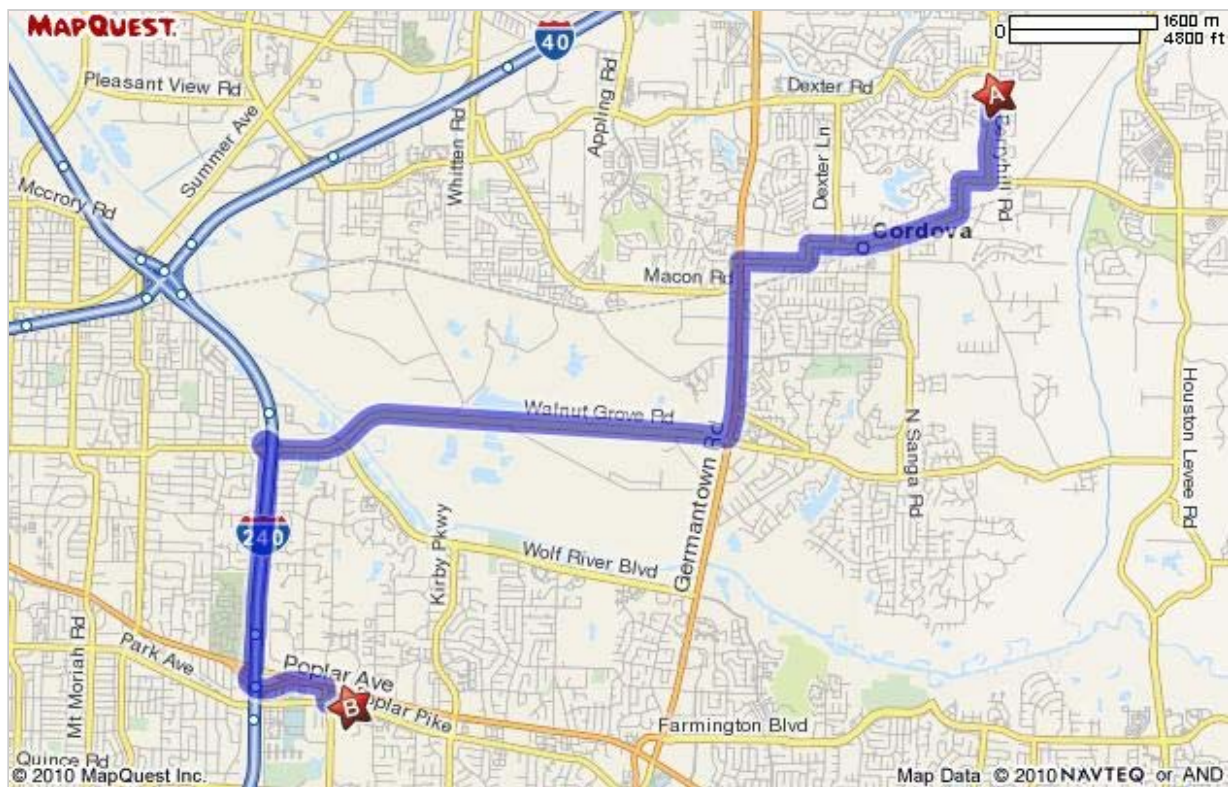 MAPQUEST.
40
1600 m
0
4800 ft
Pleasant View Rd
Summer Ave
Whitten Rd
Appling Rd
Dexter Rd
A
Dexter Ln
Mccrory Rd
Cordova
Macon Rd
Walnut Grove Rd
Germantown Rd
N Sanga Rd
Houston Levee Rd
240
Kirby Pkwy
Wolf River Blvd
Mt Moriah Rd
Park Ave
Poplar Ave
B
Poplar Pike
Farmington Blvd
Quince Rd
© 2010 MapQuest Inc.
Map Data © 2010 NAVTEQ or AND